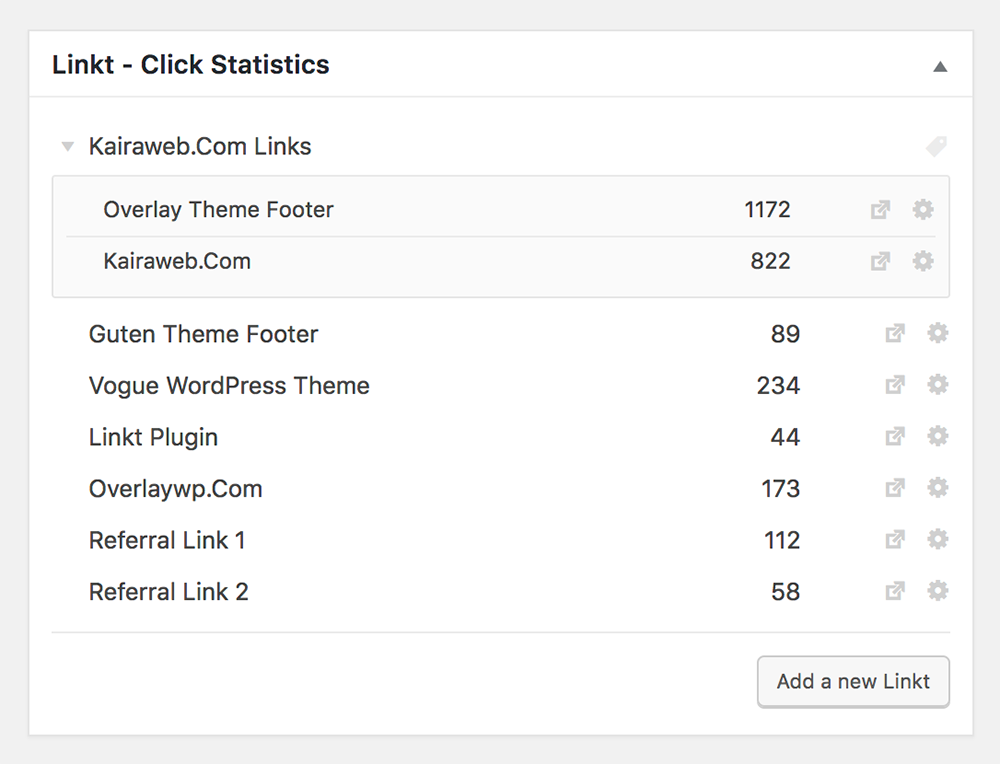 Linkt - Click Statistics
Kairaweb.Com Links
Overlay Theme Footer 1172
Kairaweb.Com 822
Guten Theme Footer 89
Vogue WordPress Theme 234
Linkt Plugin 44
Overlaywp.Com 173
Referral Link 1 112
Referral Link 2 58
Add a new Linkt